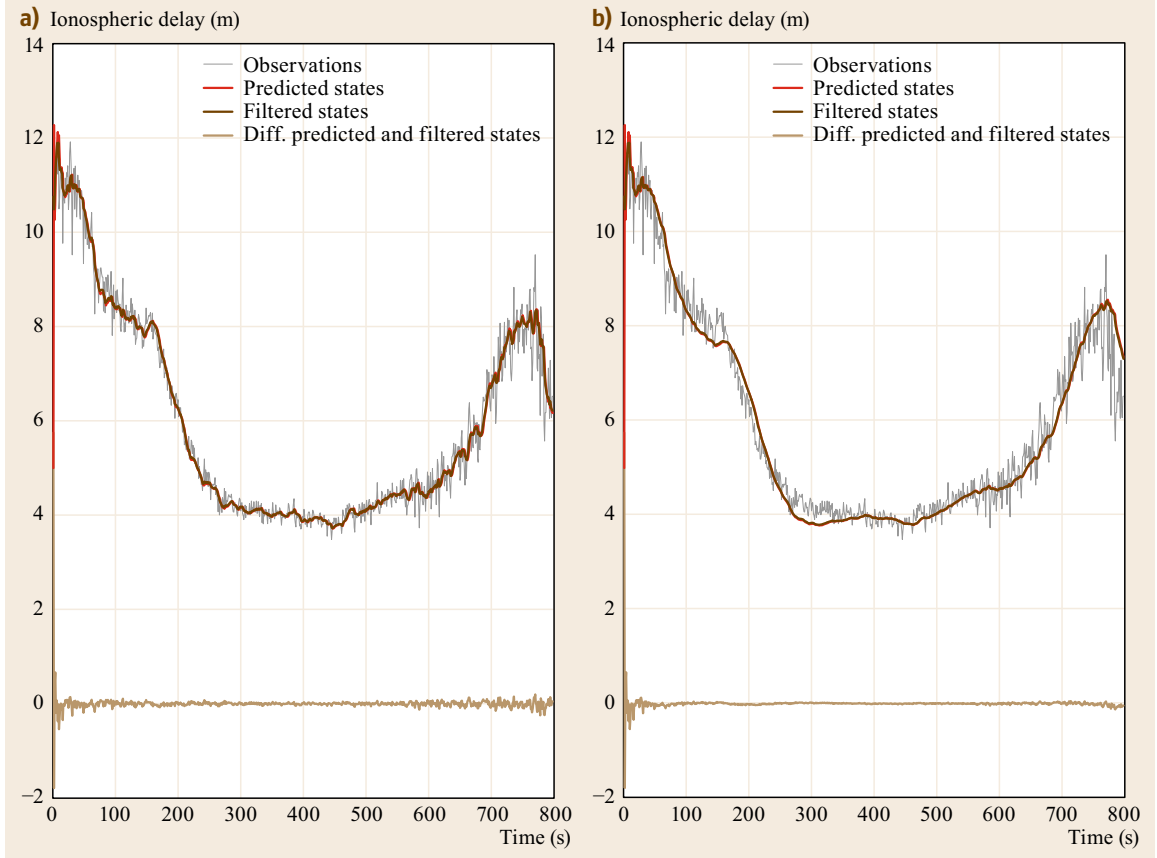 a) Ionospheric delay (m)
14
12
10
8
6
4
2
0
−2
Observations
Predicted states
Filtered states
Diff. predicted and filtered states
0 100 200 300 400 500 600 700 800
Time (s)
b) Ionospheric delay (m)
14
12
10
8
6
4
2
0
−2
Observations
Predicted states
Filtered states
Diff. predicted and filtered states
0 100 200 300 400 500 600 700 800
Time (s)